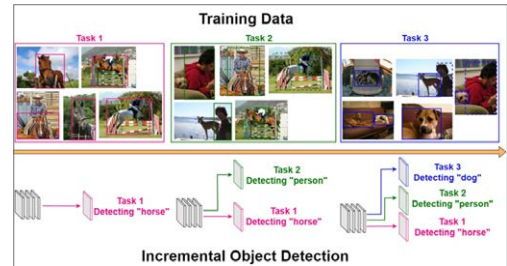 Training Data
Task 1
Task 2
Task 3
Task 1
Detecting "horse"
Task 2
Detecting "person"
Task 1
Detecting "horse"
Task 3
Detecting "dog"
Task 2
Detecting "person"
Task 1
Detecting "horse"
Incremental Object Detection